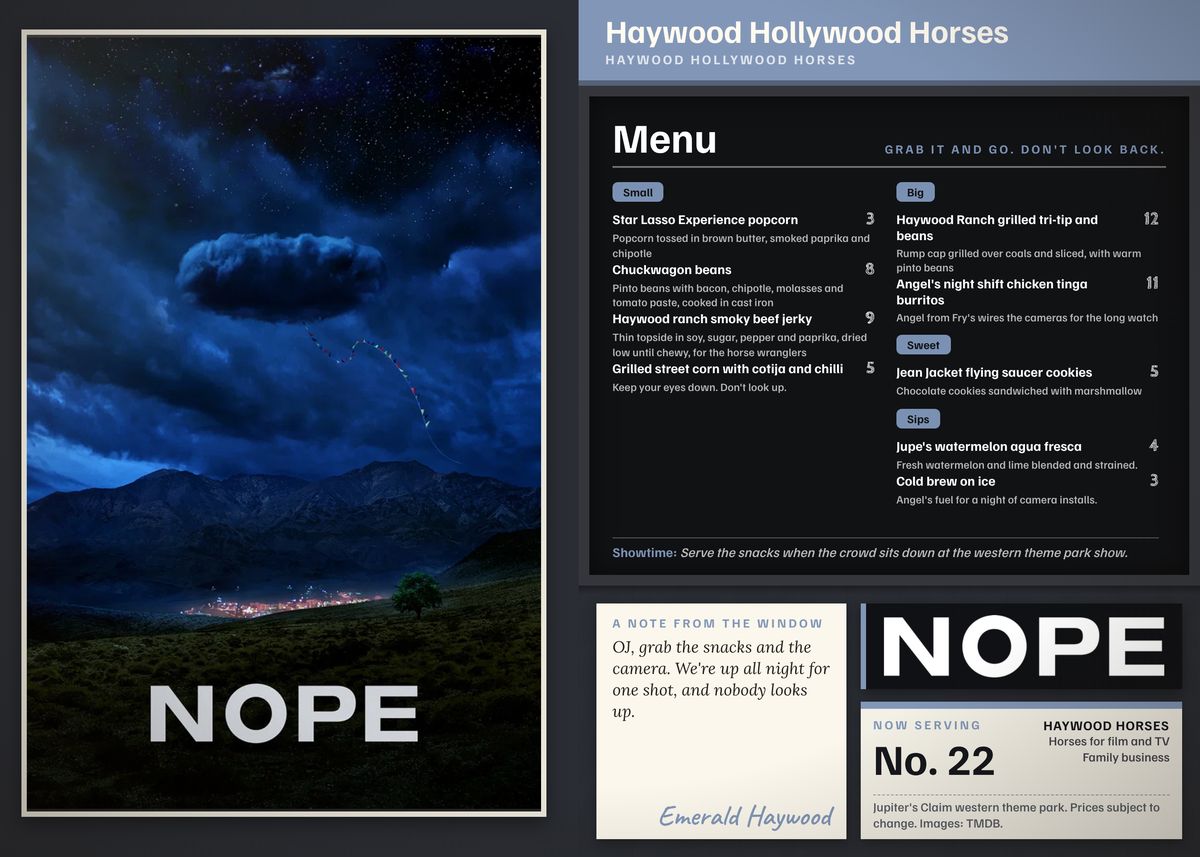 NOPE
Haywood Hollywood Horses
HAYWOOD HOLLYWOOD HORSES
Menu
GRAB IT AND GO. DON'T LOOK BACK.
Small
Star Lasso Experience popcorn 3
Popcorn tossed in brown butter, smoked paprika and
chipotle
Chuckwagon beans 8
Pinto beans with bacon, chipotle, molasses and
tomato paste, cooked in cast iron
Haywood ranch smoky beef jerky 9
Thin topside in soy, sugar, pepper and paprika, dried
low until chewy, for the horse wranglers
Grilled street corn with cotija and chilli 5
Keep your eyes down. Don't look up.
Big
Haywood Ranch grilled tri-tip and 12
beans
Rump cap grilled over coals and sliced, with warm
pinto beans
Angel's night shift chicken tinga 11
burritos
Angel from Fry's wires the cameras for the long watch
Sweet
Jean Jacket flying saucer cookies 5
Chocolate cookies sandwiched with marshmallow
Sips
Jupe's watermelon agua fresca 4
Fresh watermelon and lime blended and strained.
Cold brew on ice 3
Angel's fuel for a night of camera installs.
Showtime: Serve the snacks when the crowd sits down at the western theme park show.
A NOTE FROM THE WINDOW
OJ, grab the snacks and the
camera. We're up all night for
one shot, and nobody looks
up.
Emerald Haywood
NOPE
NOW SERVING
No. 22
HAYWOOD HORSES
Horses for film and TV
Family business
Jupiter's Claim western theme park. Prices subject to
change. Images: TMDB.